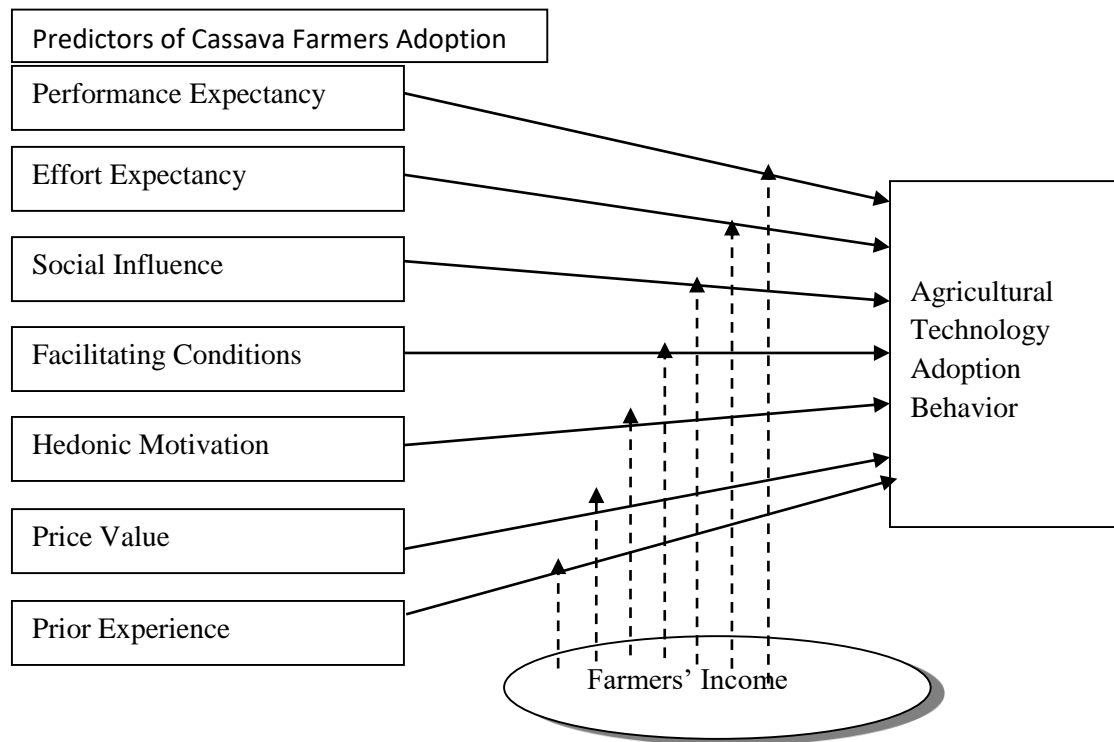 Predictors of Cassava Farmers Adoption
Performance Expectancy
Effort Expectancy
Social Influence
Facilitating Conditions
Hedonic Motivation
Price Value
Prior Experience
Agricultural
Technology
Adoption
Behavior
Farmers’ Income